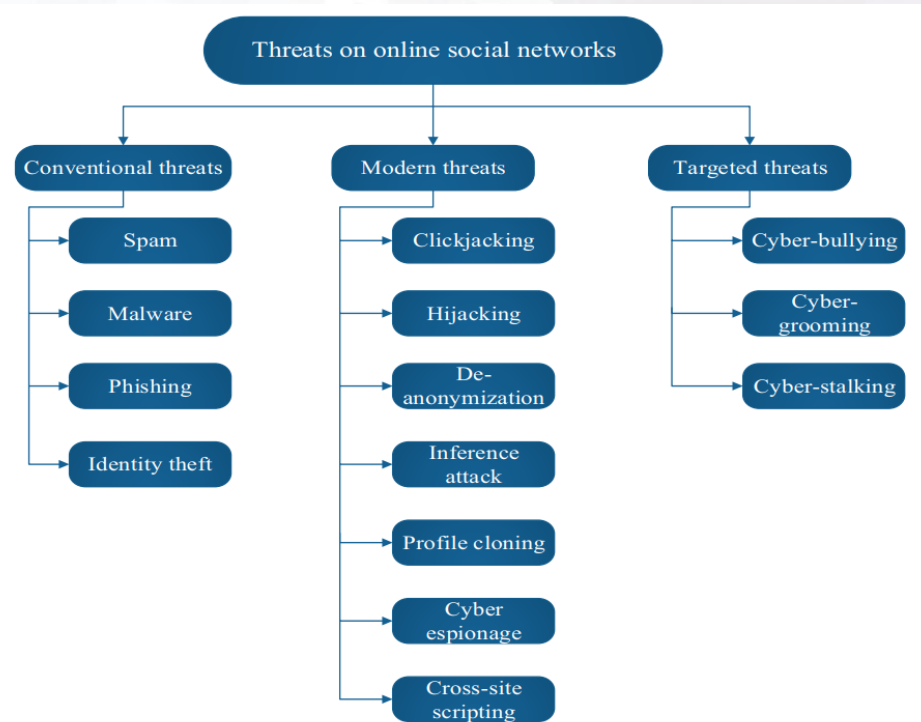 Threats on online social networks
Conventional threats
Spam
Malware
Phishing
Identity theft
Modern threats
Clickjacking
Hijacking
De-
anonymization
Inference
attack
Profile cloning
Cyber
espionage
Cross-site
scripting
Targeted threats
Cyber-bullying
Cyber-
grooming
Cyber-stalking